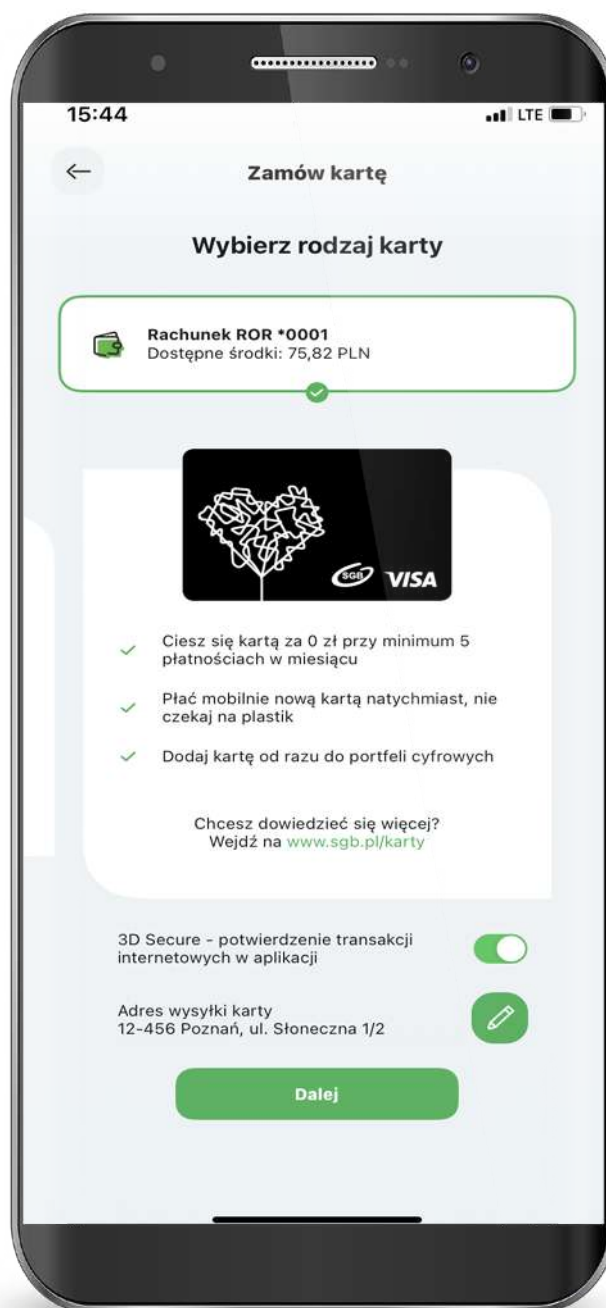 15:44
LTE
Zamów kartę
Wybierz rodzaj karty
Rachunek ROR *0001
Dostępne środki: 75,82 PLN
SGB VISA
Ciesz się kartą za 0 zł przy minimum 5
płatnościach w miesiącu
Płać mobilnie nową kartą natychmiast, nie
czekaj na plastik
Dodaj kartę od razu do portfeli cyfrowych
Chcesz dowiedzieć się więcej?
Wejdź na www.sgb.pl/karty
3D Secure – potwierdzenie transakcji
internetowych w aplikacji
Adres wysyłki karty
12-456 Poznań, ul. Słoneczna 1/2
Dalej